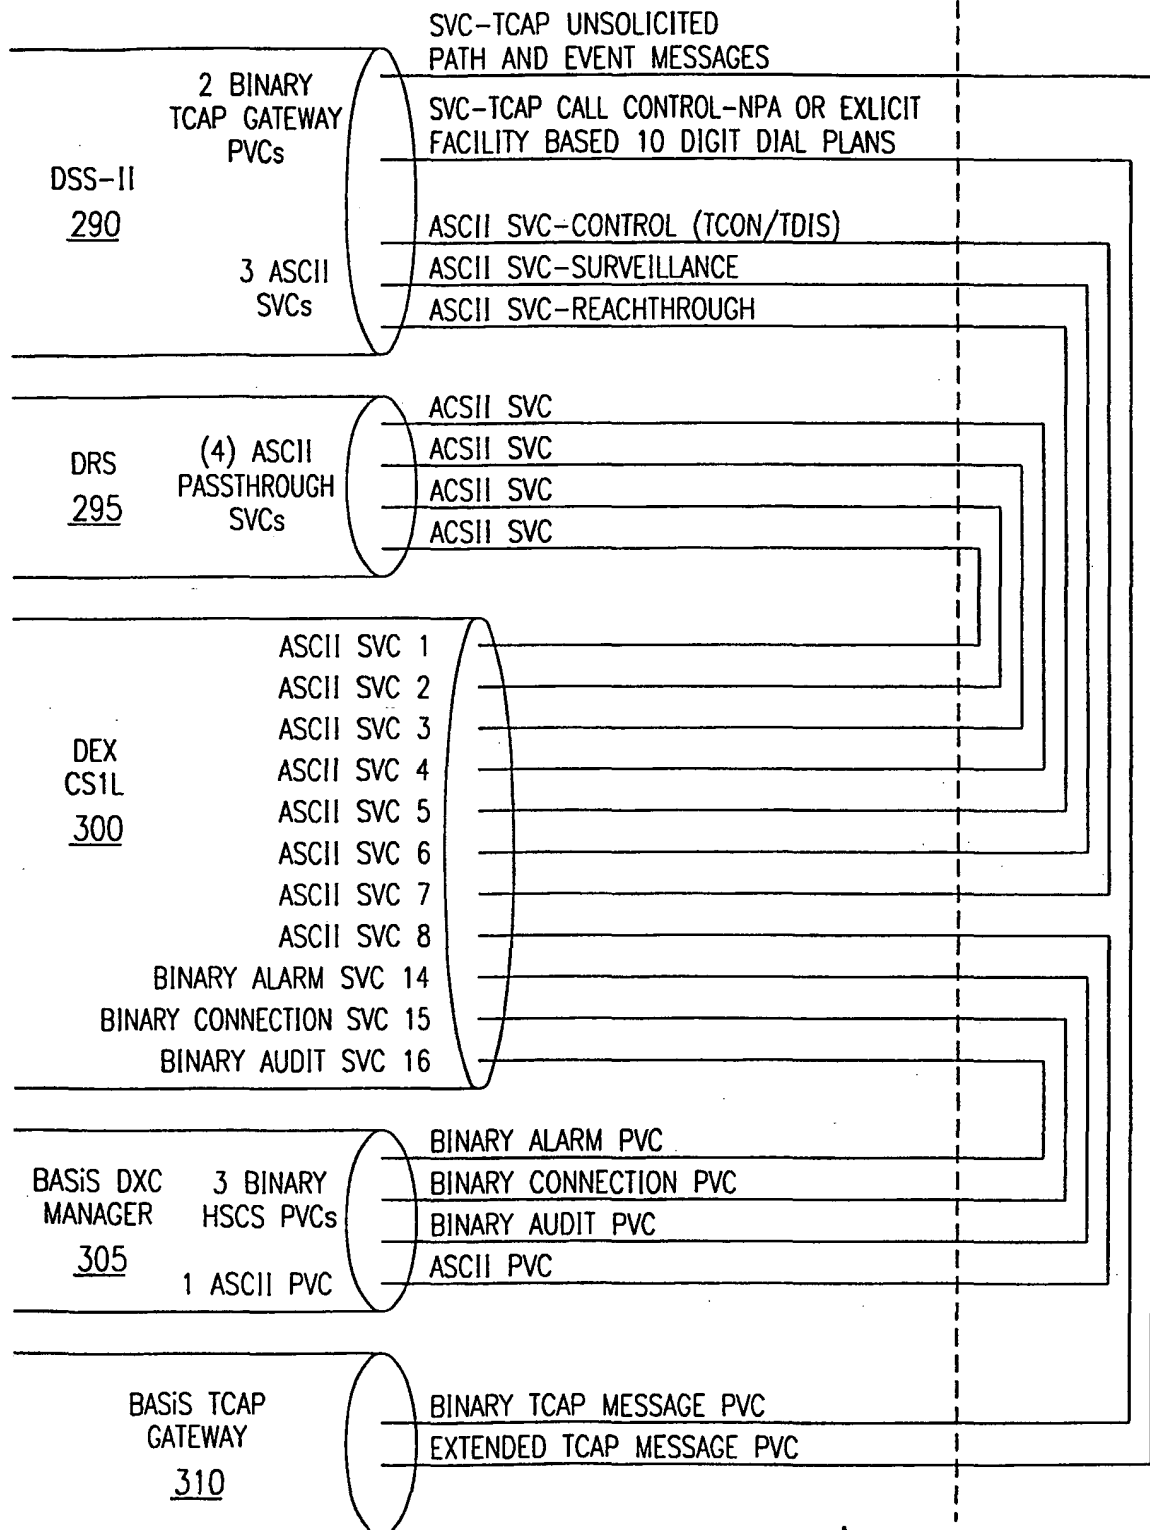 SVC-TCAP UNSOLICITED
PATH AND EVENT MESSAGES
2 BINARY
TCAP GATEWAY
PVCs
SVC-TCAP CALL CONTROL-NPA OR EXLICIT
FACILITY BASED 10 DIGIT DIAL PLANS
DSS-II
290
ASCII SVC-CONTROL (TCON/TDIS)
3 ASCII
SVCs
ASCII SVC-SURVEILLANCE
ASCII SVC-REACHTHROUGH
DRS
295
(4) ASCII
PASSTHROUGH
SVCs
ACSII SVC
ACSII SVC
ACSII SVC
ACSII SVC
DEX
CS1L
300
ASCII SVC 1
ASCII SVC 2
ASCII SVC 3
ASCII SVC 4
ASCII SVC 5
ASCII SVC 6
ASCII SVC 7
ASCII SVC 8
BINARY ALARM SVC 14
BINARY CONNECTION SVC 15
BINARY AUDIT SVC 16
BASiS DXC
MANAGER
305
3 BINARY
HSCS PVCs
1 ASCII PVC
BINARY ALARM PVC
BINARY CONNECTION PVC
BINARY AUDIT PVC
ASCII PVC
BASiS TCAP
GATEWAY
310
BINARY TCAP MESSAGE PVC
EXTENDED TCAP MESSAGE PVC